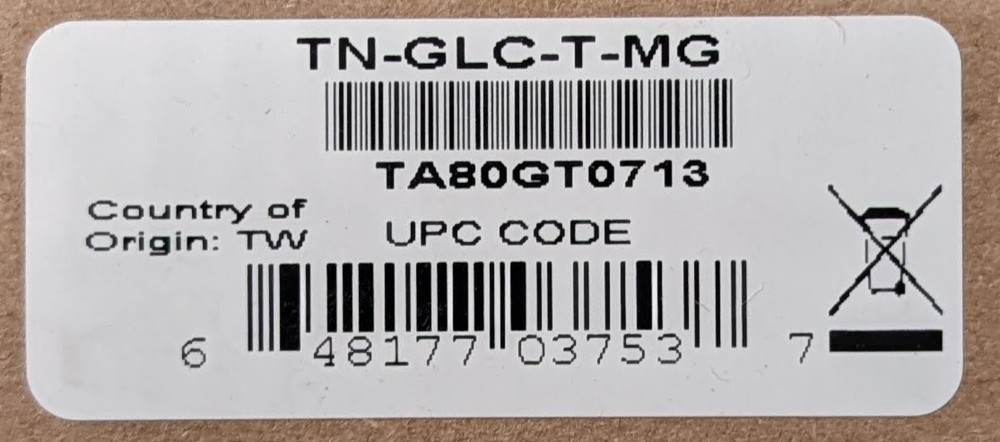 TN-GLC-T-MG
TA80GT0713
Country of
Origin: TW
UPC CODE
6 48177 03753 7